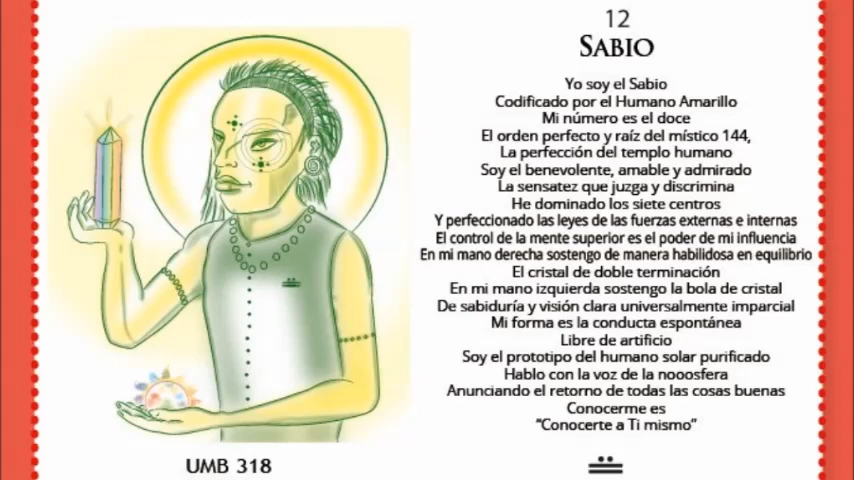 12
SABIO
Yo soy el Sabio
Codificado por el Humano Amarillo
Mi número es el doce
El orden perfecto y raíz del místico 144,
La perfección del templo humano
Soy el benevolente, amable y admirado
La sensatez que juzga y discrimina
He dominado los siete centros
Y perfeccionado las leyes de las fuerzas externas e internas
El control de la mente superior es el poder de mi influencia
En mi mano derecha sostengo de manera habilidosa en equilibrio
El cristal de doble terminación
En mi mano izquierda sostengo la bola de cristal
De sabiduría y visión clara universalmente imparcial
Mi forma es la conducta espontánea
Libre de artificio
Soy el prototipo del humano solar purificado
Hablo con la voz de la nooosfera
Anunciando el retorno de todas las cosas buenas
Conocerme es
“Conocerte a Ti mismo”
UMB 318